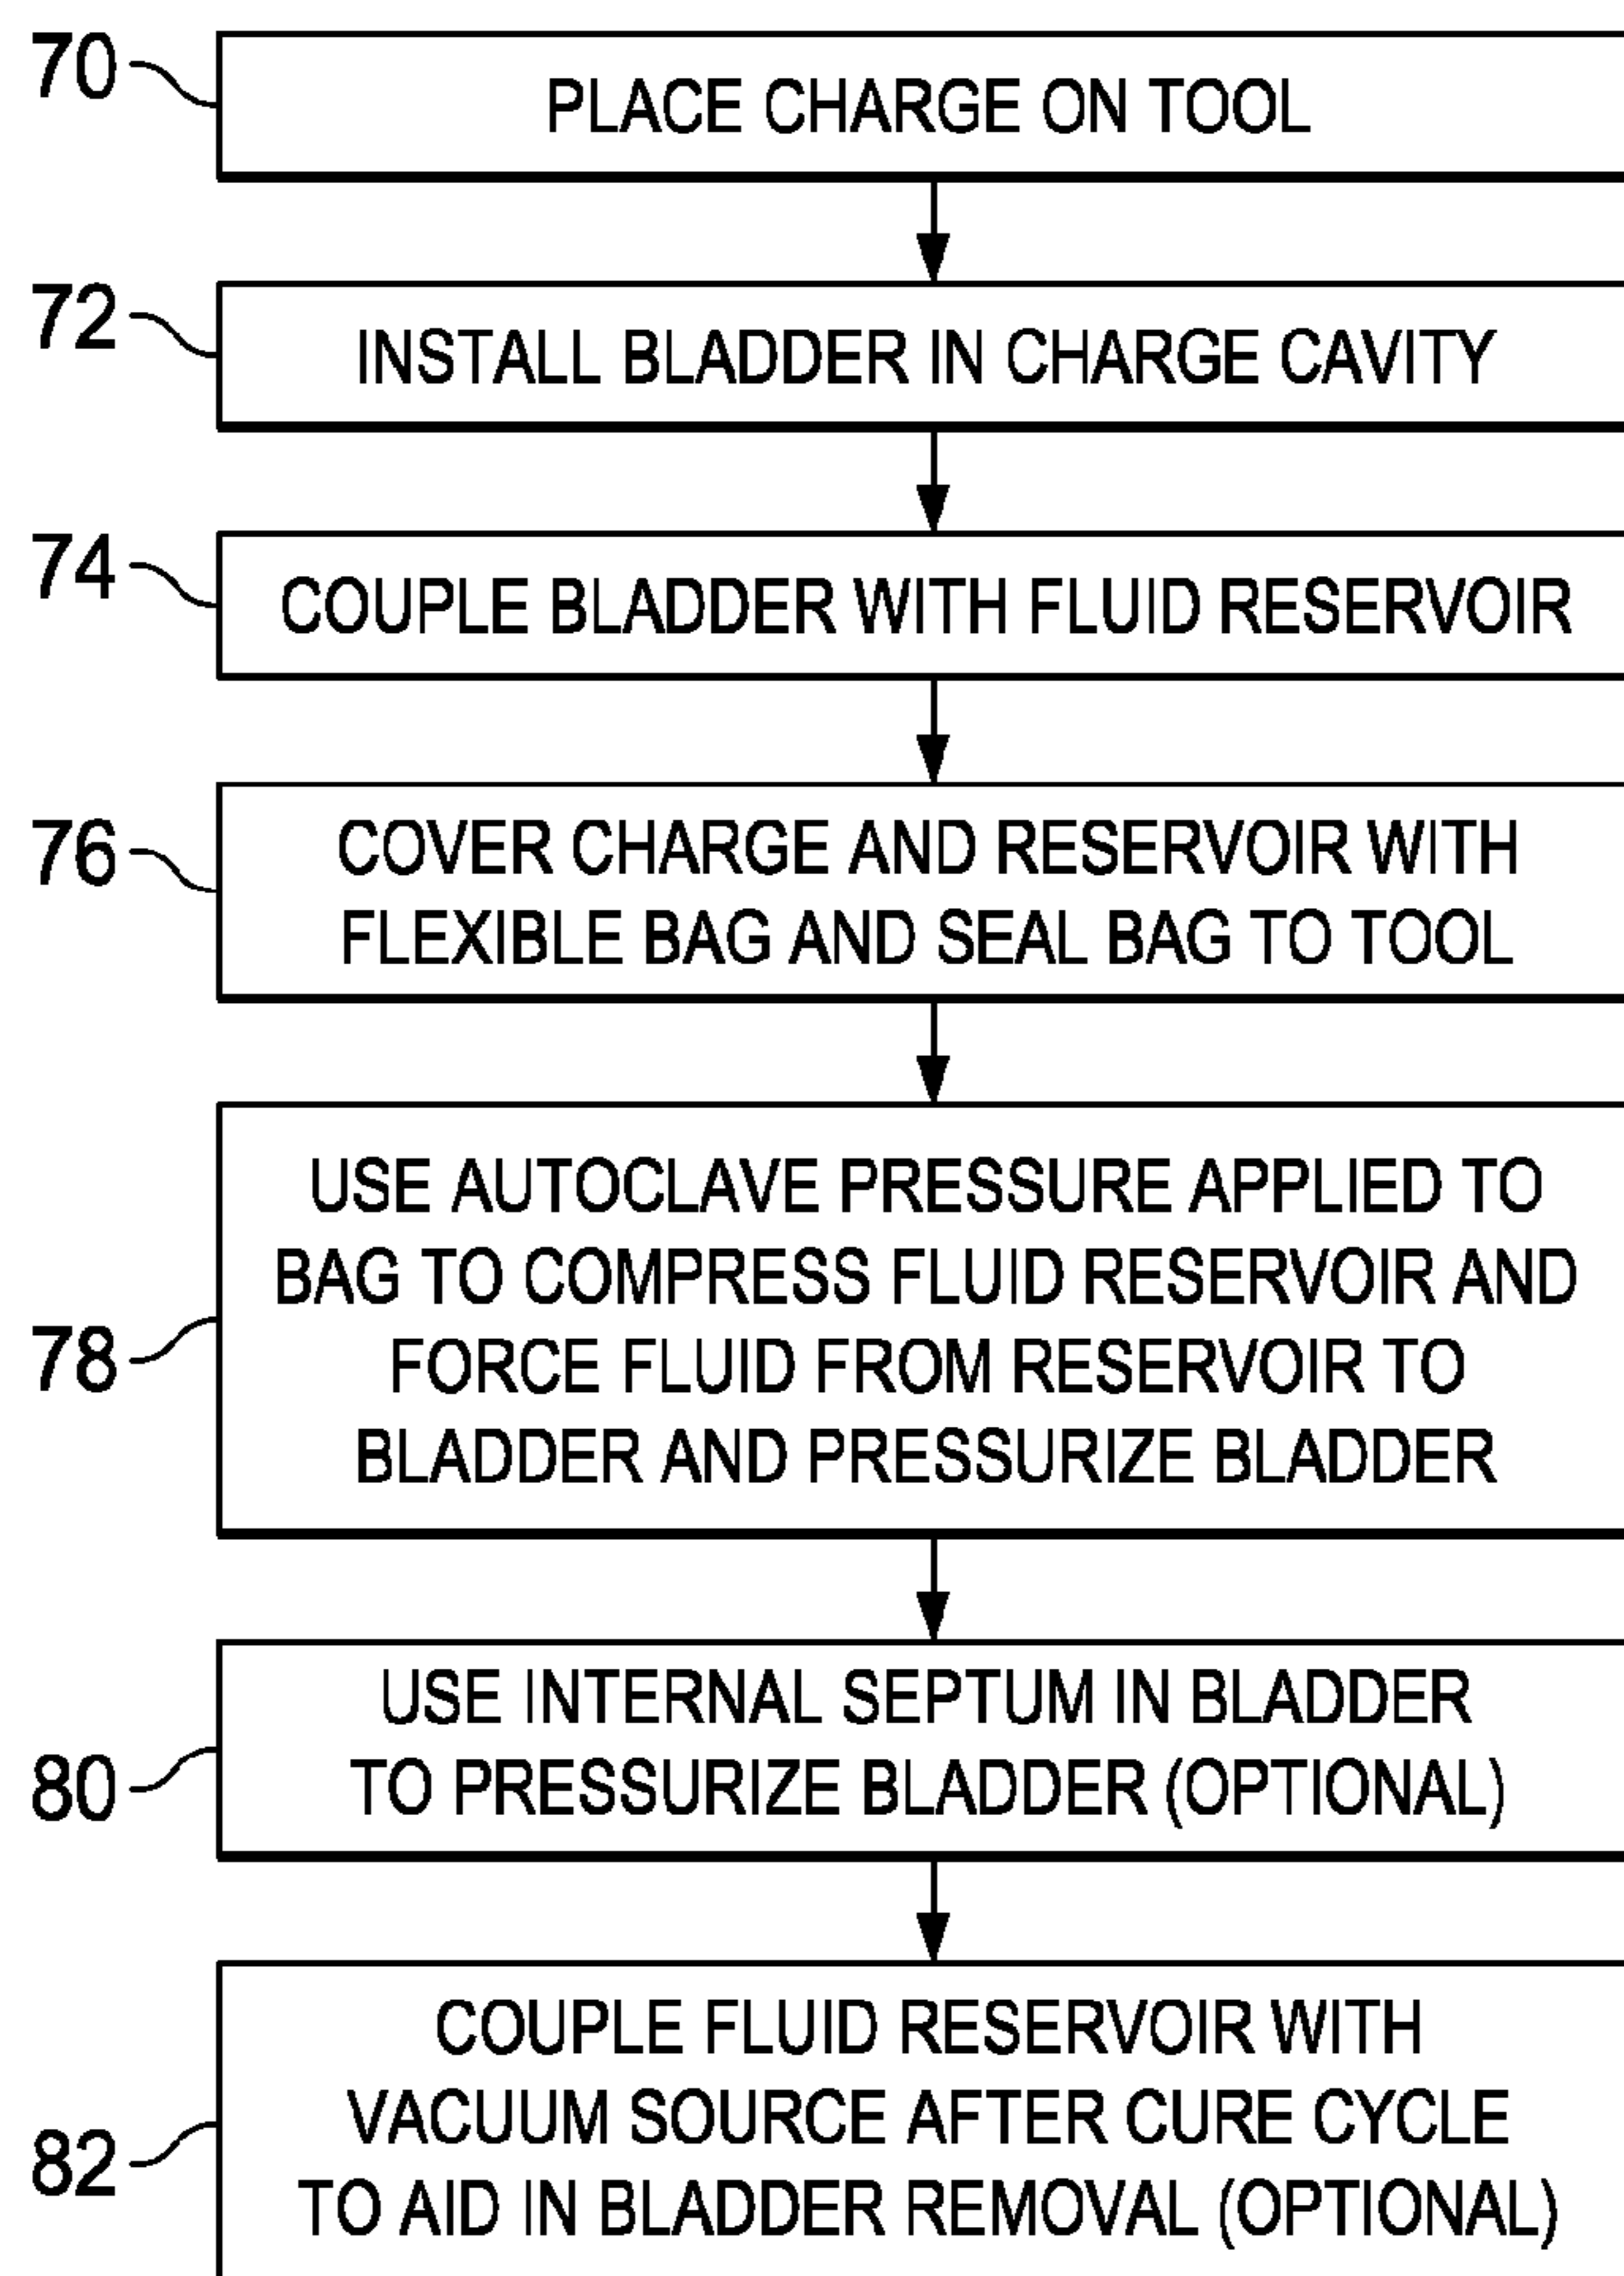 70
PLACE CHARGE ON TOOL
72
INSTALL BLADDER IN CHARGE CAVITY
74
COUPLE BLADDER WITH FLUID RESERVOIR
76
COVER CHARGE AND RESERVOIR WITH
FLEXIBLE BAG AND SEAL BAG TO TOOL
78
USE AUTOCLAVE PRESSURE APPLIED TO
BAG TO COMPRESS FLUID RESERVOIR AND
FORCE FLUID FROM RESERVOIR TO
BLADDER AND PRESSURIZE BLADDER
80
USE INTERNAL SEPTUM IN BLADDER
TO PRESSURIZE BLADDER (OPTIONAL)
82
COUPLE FLUID RESERVOIR WITH
VACUUM SOURCE AFTER CURE CYCLE
TO AID IN BLADDER REMOVAL (OPTIONAL)